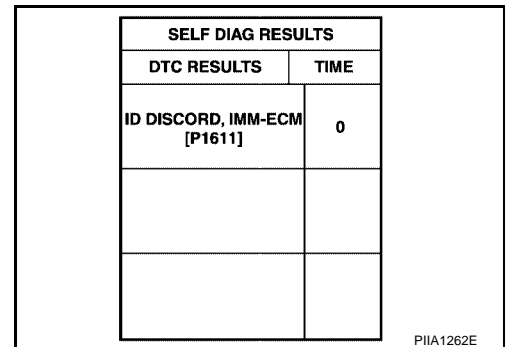 SELF DIAG RESULTS
DTC RESULTS TIME
ID DISCORD, IMM-ECM 0
[P1611]
PIIA1262E